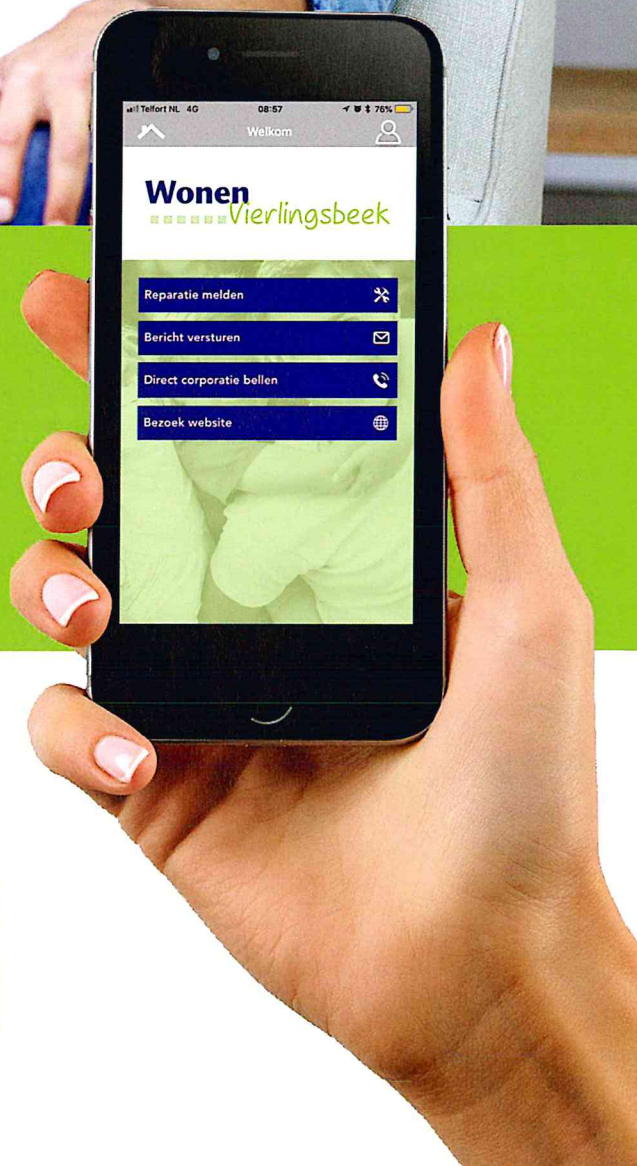 Telfort NL 4G 08:57 76%
Welkom
Wonen
Vierlingsbeek
Reparatie melden
Bericht versturen
Direct corporatie bellen
Bezoek website